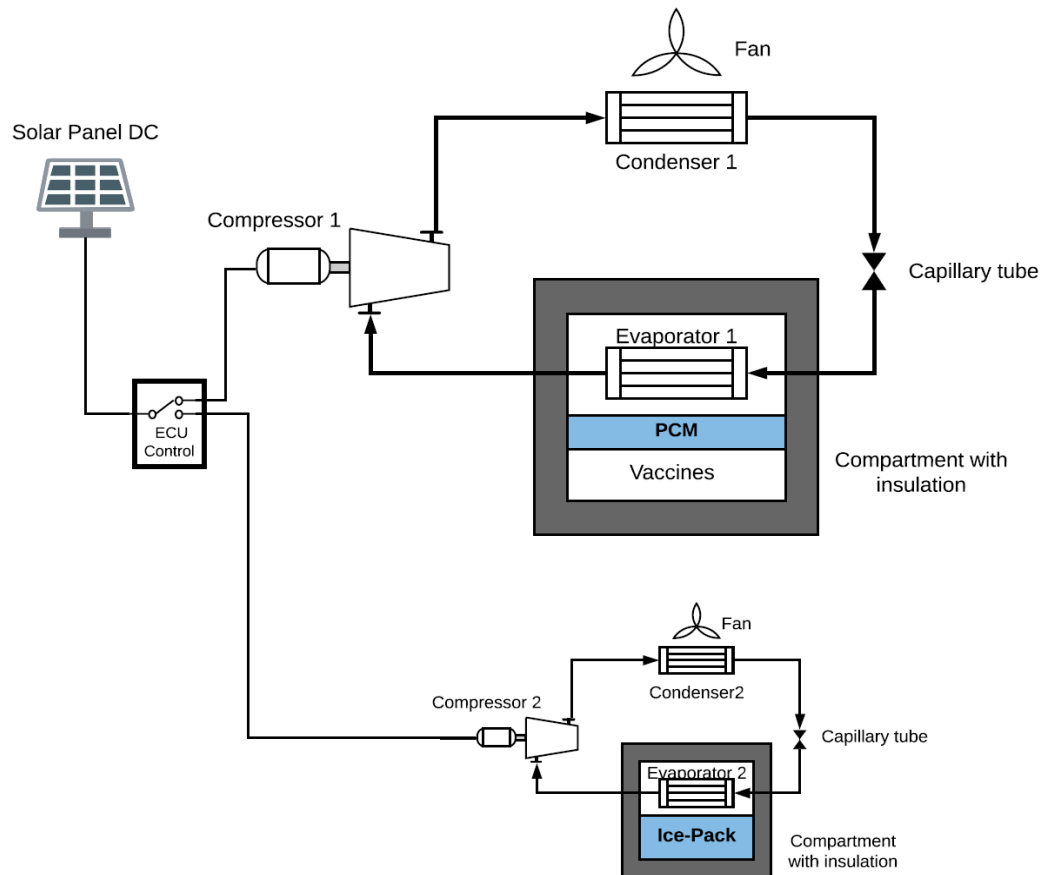 Fan
Solar Panel DC
Condenser 1
Compressor 1
Capillary tube
Evaporator 1
PCM
ECU
Control
Vaccines
Compartment with
insulation
Fan
Condenser2
Compressor 2
Capillary tube
Evaporator 2
Ice-Pack
Compartment
with insulation